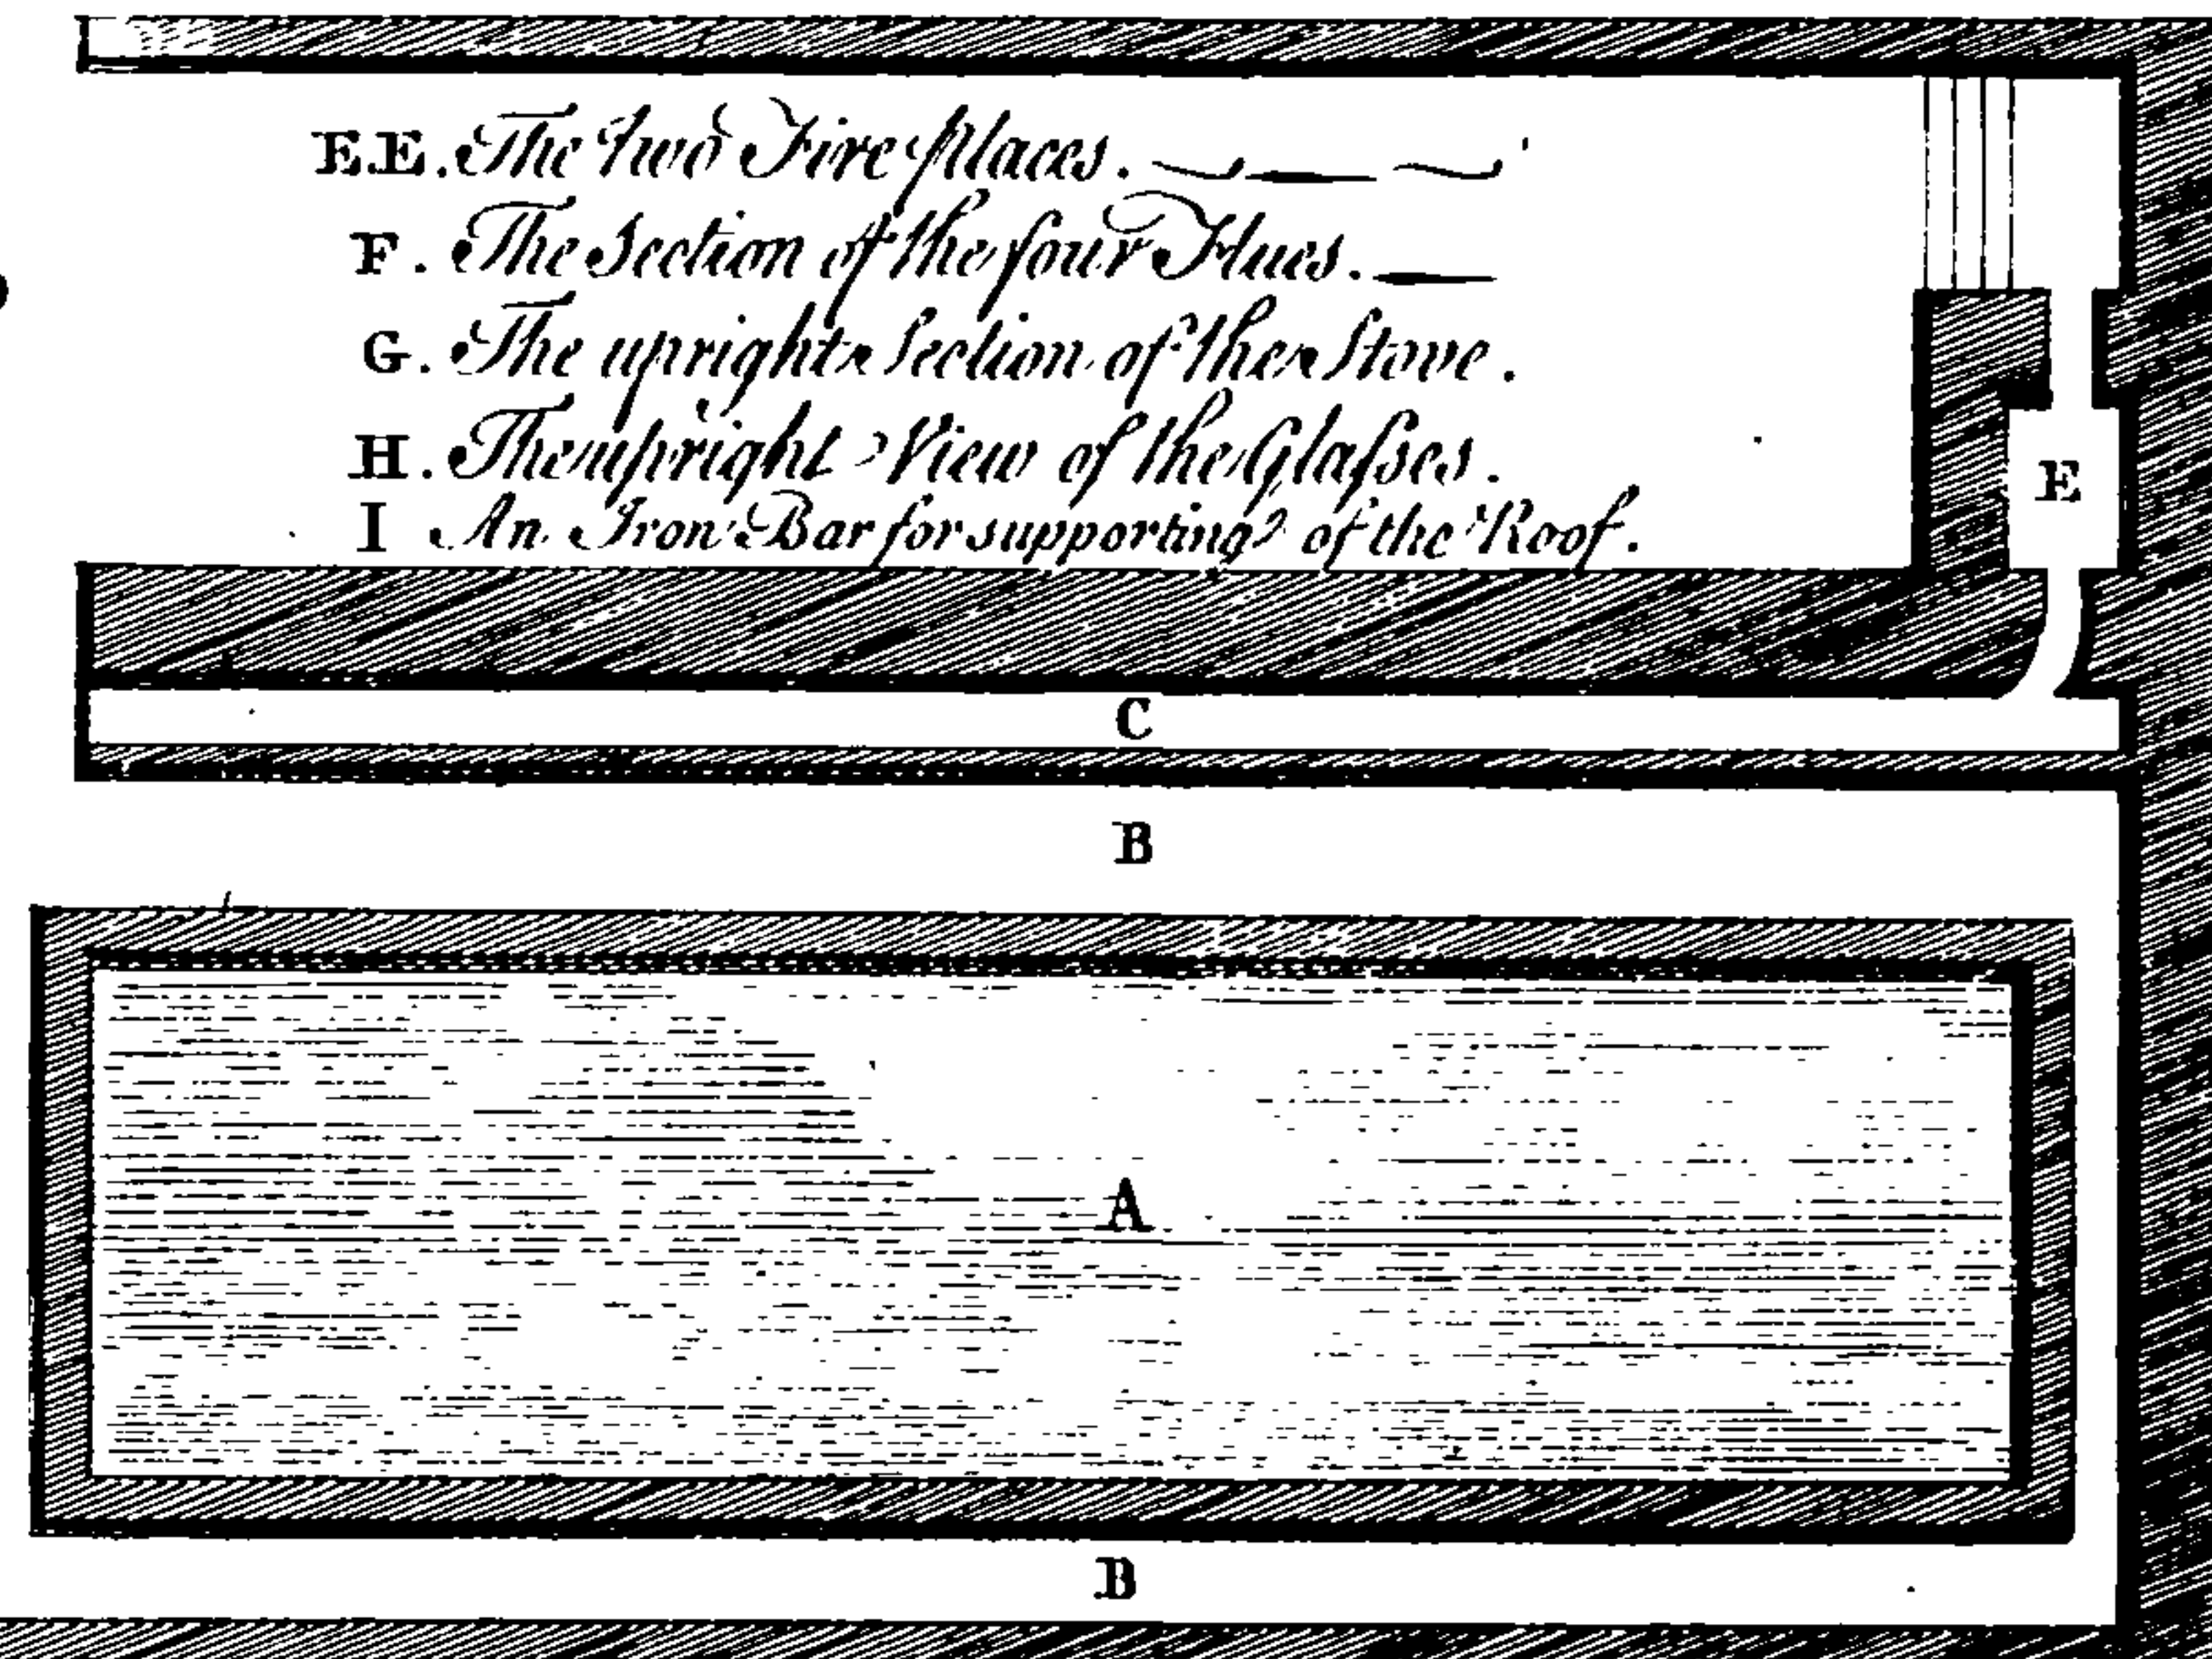 E.E. The two Fire places.
F. The Section of the four Flues.
G. The upright Section of the Stove.
H. The upright View of the Glaſses.
I An Iron Bar for supporting of the Roof.
E
C
B
A
B